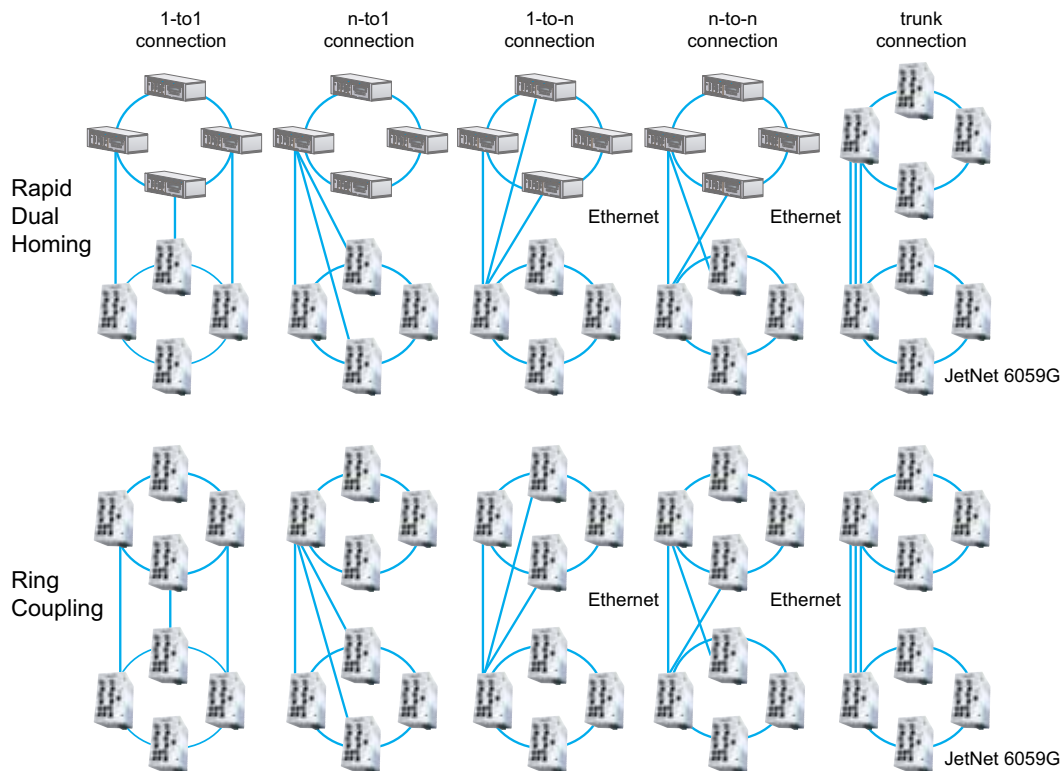 1-to1
connection
n-to1
connection
1-to-n
connection
n-to-n
connection
trunk
connection
Rapid
Dual
Homing
Ethernet
Ethernet
JetNet 6059G
Ring
Coupling
Ethernet
Ethernet
JetNet 6059G